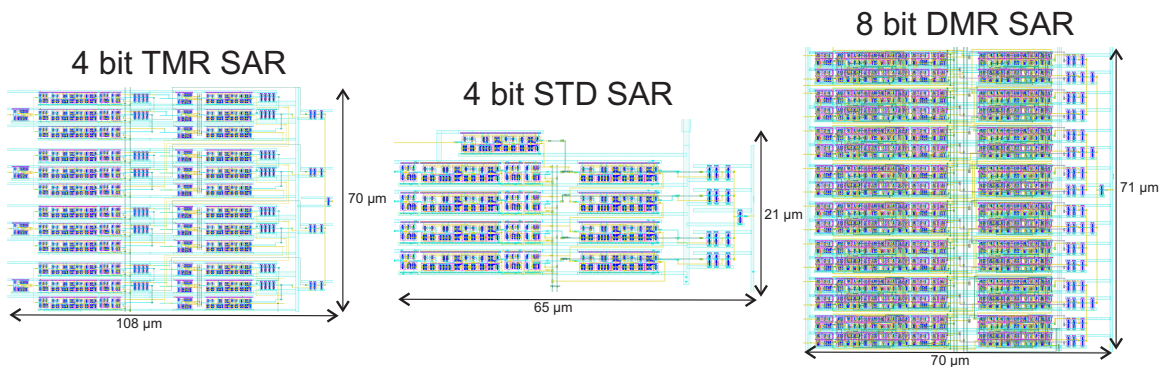 4 bit TMR SAR
70 µm
108 µm
4 bit STD SAR
21 µm
65 µm
8 bit DMR SAR
71 µm
70 µm